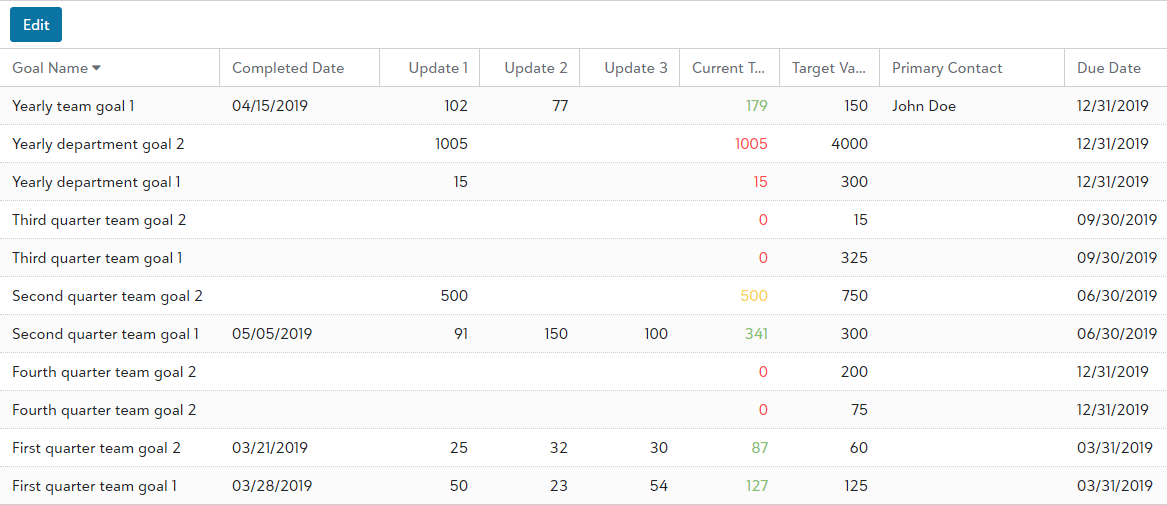 Edit
Goal Name Completed Date Update 1 Update 2 Update 3 Current T... Target Va... Primary Contact Due Date
Yearly team goal 1 04/15/2019 102 77 179 150 John Doe 12/31/2019
Yearly department goal 2 1005 1005 4000 12/31/2019
Yearly department goal 1 15 15 300 12/31/2019
Third quarter team goal 2 0 15 09/30/2019
Third quarter team goal 1 0 325 09/30/2019
Second quarter team goal 2 500 500 750 06/30/2019
Second quarter team goal 1 05/05/2019 91 150 100 341 300 06/30/2019
Fourth quarter team goal 2 0 200 12/31/2019
Fourth quarter team goal 2 0 75 12/31/2019
First quarter team goal 2 03/21/2019 25 32 30 87 60 03/31/2019
First quarter team goal 1 03/28/2019 50 23 54 127 125 03/31/2019